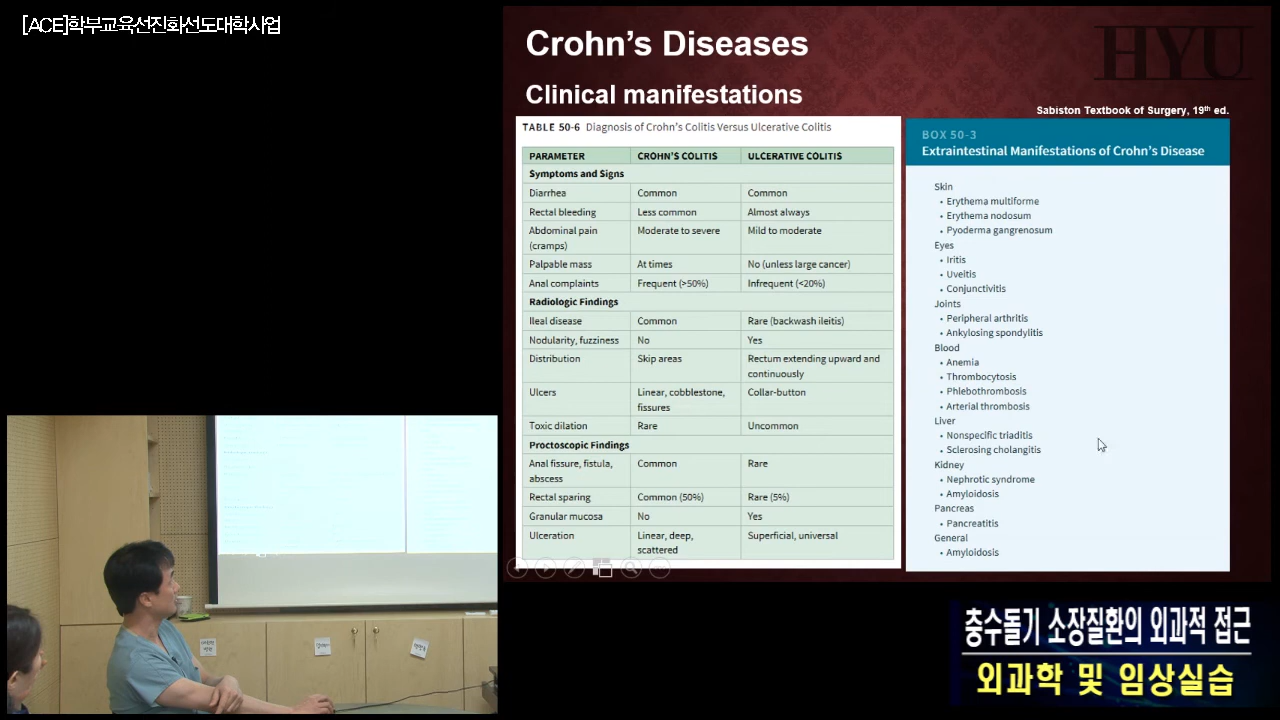 [ACE]학부교육선진화선도대학사업
Crohn's Diseases
HYU
Clinical manifestations
Sabiston Textbook of Surgery, 19th ed.
TABLE 50-6 Diagnosis of Crohn's Colitis Versus Ulcerative Colitis
PARAMETER CROHN'S COLITIS ULCERATIVE COLITIS
Symptoms and Signs
Diarrhea Common Common
Rectal bleeding Less common Almost always
Abdominal pain Moderate to severe Mild to moderate
(cramps)
Palpable mass At times No (unless large cancer)
Anal complaints Frequent (>50%) Infrequent (<20%)
Radiologic Findings
Ileal disease Common Rare (backwash ileitis)
Nodularity, fuzziness No Yes
Distribution Skip areas Rectum extending upward and
continuously
Ulcers Linear, cobblestone, Collar-button
fissures
Toxic dilation Rare Uncommon
Proctoscopic Findings
Anal fissure, fistula, Common Rare
abscess
Rectal sparing Common (50%) Rare (5%)
Granular mucosa No Yes
Ulceration Linear, deep, Superficial, universal
scattered
BOX 50-3
Extraintestinal Manifestations of Crohn's Disease
Skin
• Erythema multiforme
• Erythema nodosum
• Pyoderma gangrenosum
Eyes
• Iritis
• Uveitis
• Conjunctivitis
Joints
• Peripheral arthritis
• Ankylosing spondylitis
Blood
• Anemia
• Thrombocytosis
• Phlebothrombosis
• Arterial thrombosis
Liver
• Nonspecific triaditis
• Sclerosing cholangitis
Kidney
• Nephrotic syndrome
• Amyloidosis
Pancreas
• Pancreatitis
General
• Amyloidosis
충수돌기 소장질환의 외과적 접근
외과학 및 임상실습